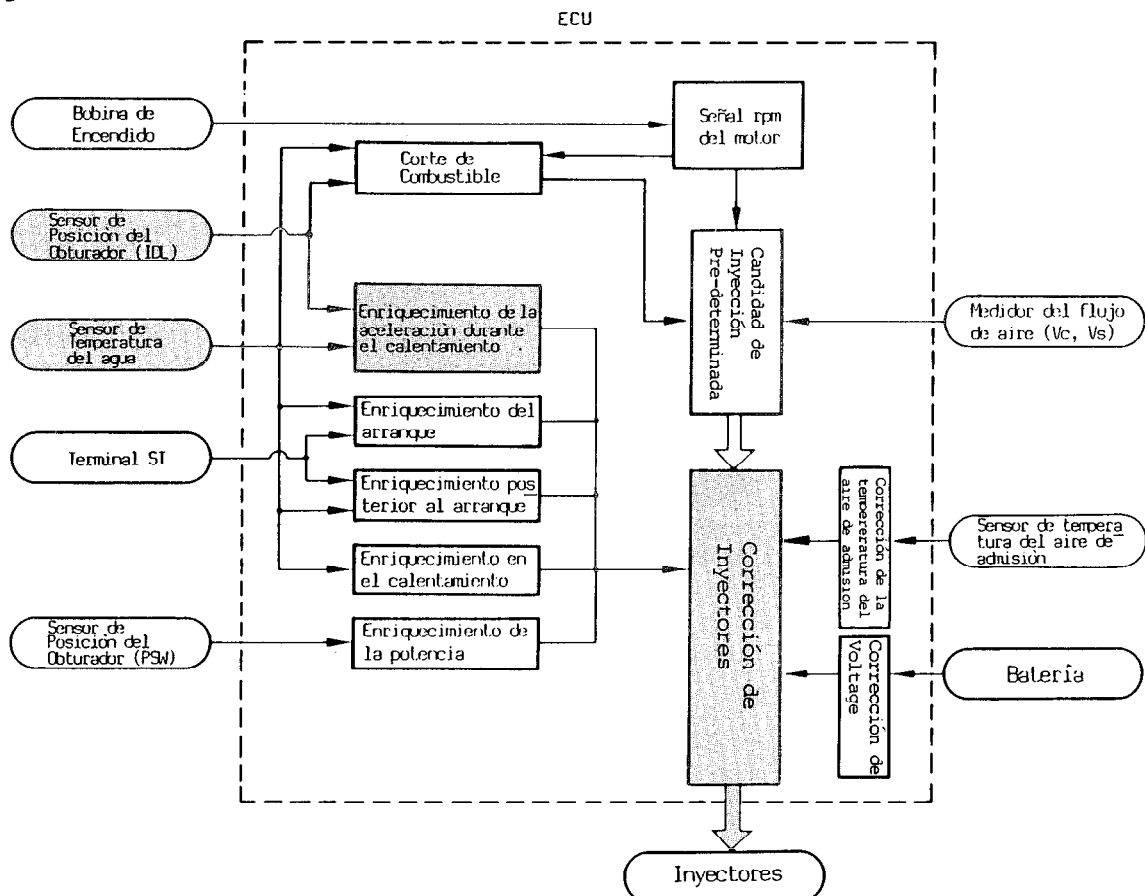 ECU
Bobina de
Encendido
Señal rpm
del motor
Corte de
Combustible
Sensor de
Posición del
Obturador (IDL)
Candidad de
Inyección
Pre-determinada
Enriquecimiento de la
aceleración durante
el calentamiento
Medidor del flujo
de aire (Vc, Vs)
Sensor de
Temperatura
del agua
Enriquecimiento del
arranque
Terminal ST
Enriquecimiento pos
terior al arranque
Corrección de
Inyectores
Corrección de la
tempereratura del
aire de admisión
Sensor de tempera
tura del aire de
admisión
Enriquecimiento en
el calentamiento
Sensor de
Posición del
Obturador (PSW)
Enriquecimiento de
la potencia
Corrección de
Voltage
Batería
Inyectores